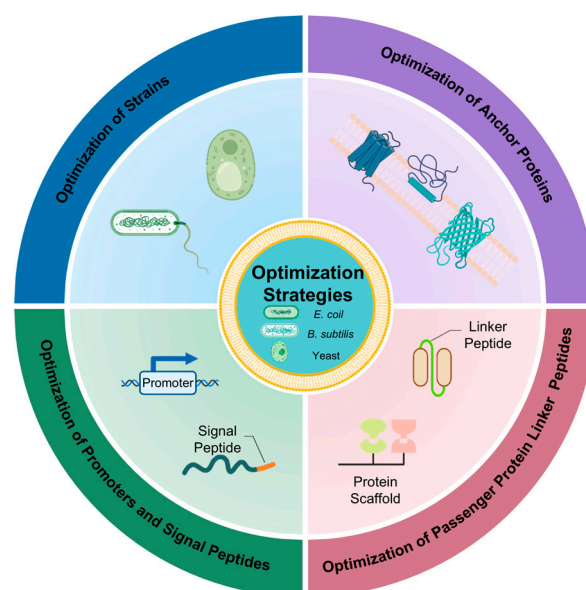 Optimization of Strains
Optimization of Anchor Proteins
Optimization
Strategies
E. coil
B. subtilis
Yeast
Promoter
Signal
Peptide
Linker
Peptide
Protein
Scaffold
Optimization of Promoters and Signal Peptides
Optimization of Passenger Protein Linker Peptides